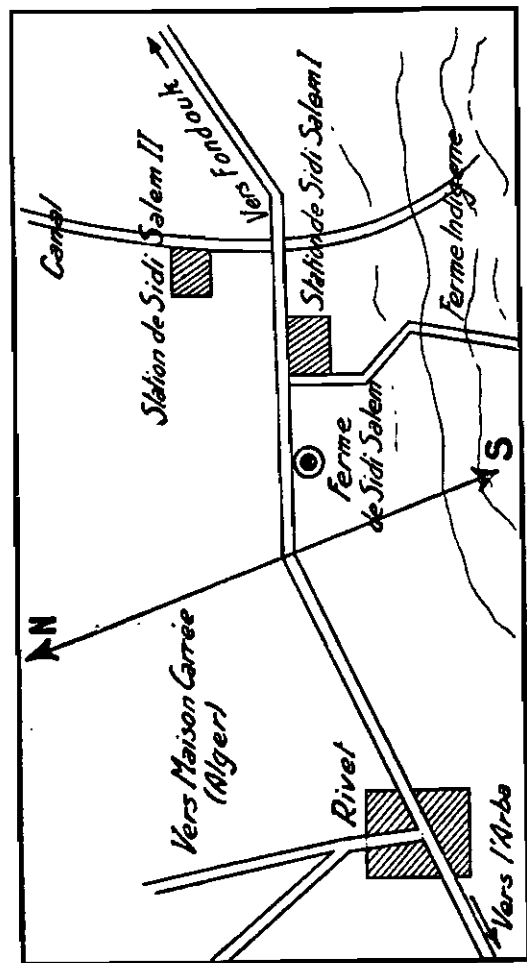 Canal
Station de Sidi Salem II
Vers Fondouk
Station de Sidi Salem I
Ferme Indigene
Ferme
de Sidi Salem
S
N
Vers Maison Carrée
(Alger)
Rivet
Vers l'Arba